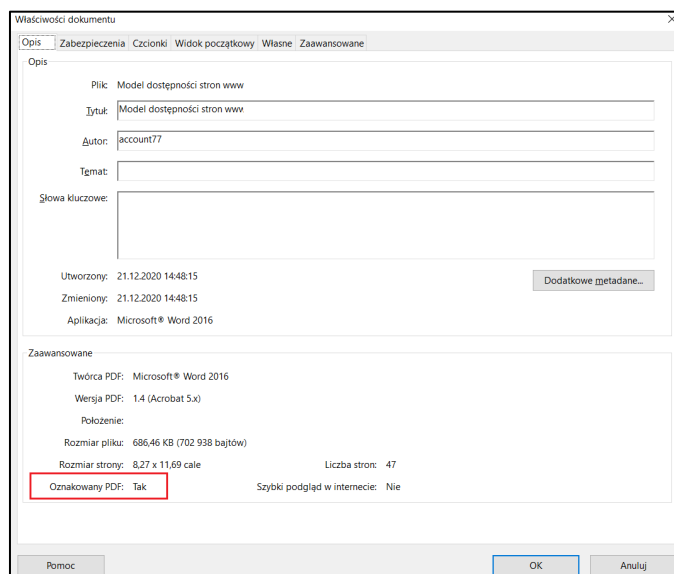 Właściwości dokumentu
Opis Zabezpieczenia Czcionki Widok początkowy Własne Zaawansowane
Opis
Plik: Model dostępności stron www
Tytuł: Model dostępności stron www
Autor: account77
Temat:
Słowa kluczowe:
Utworzony: 21.12.2020 14:48:15
Dodatkowe metadane...
Zmieniony: 21.12.2020 14:48:15
Aplikacja: Microsoft® Word 2016
Zaawansowane
Twórca PDF: Microsoft® Word 2016
Wersja PDF: 1.4 (Acrobat 5.x)
Położenie:
Rozmiar pliku: 686,46 KB (702 938 bajtów)
Rozmiar strony: 8,27 x 11,69 cale Liczba stron: 47
Oznakowany PDF: Tak Szybki podgląd w internecie: Nie
Pomoc OK Anuluj